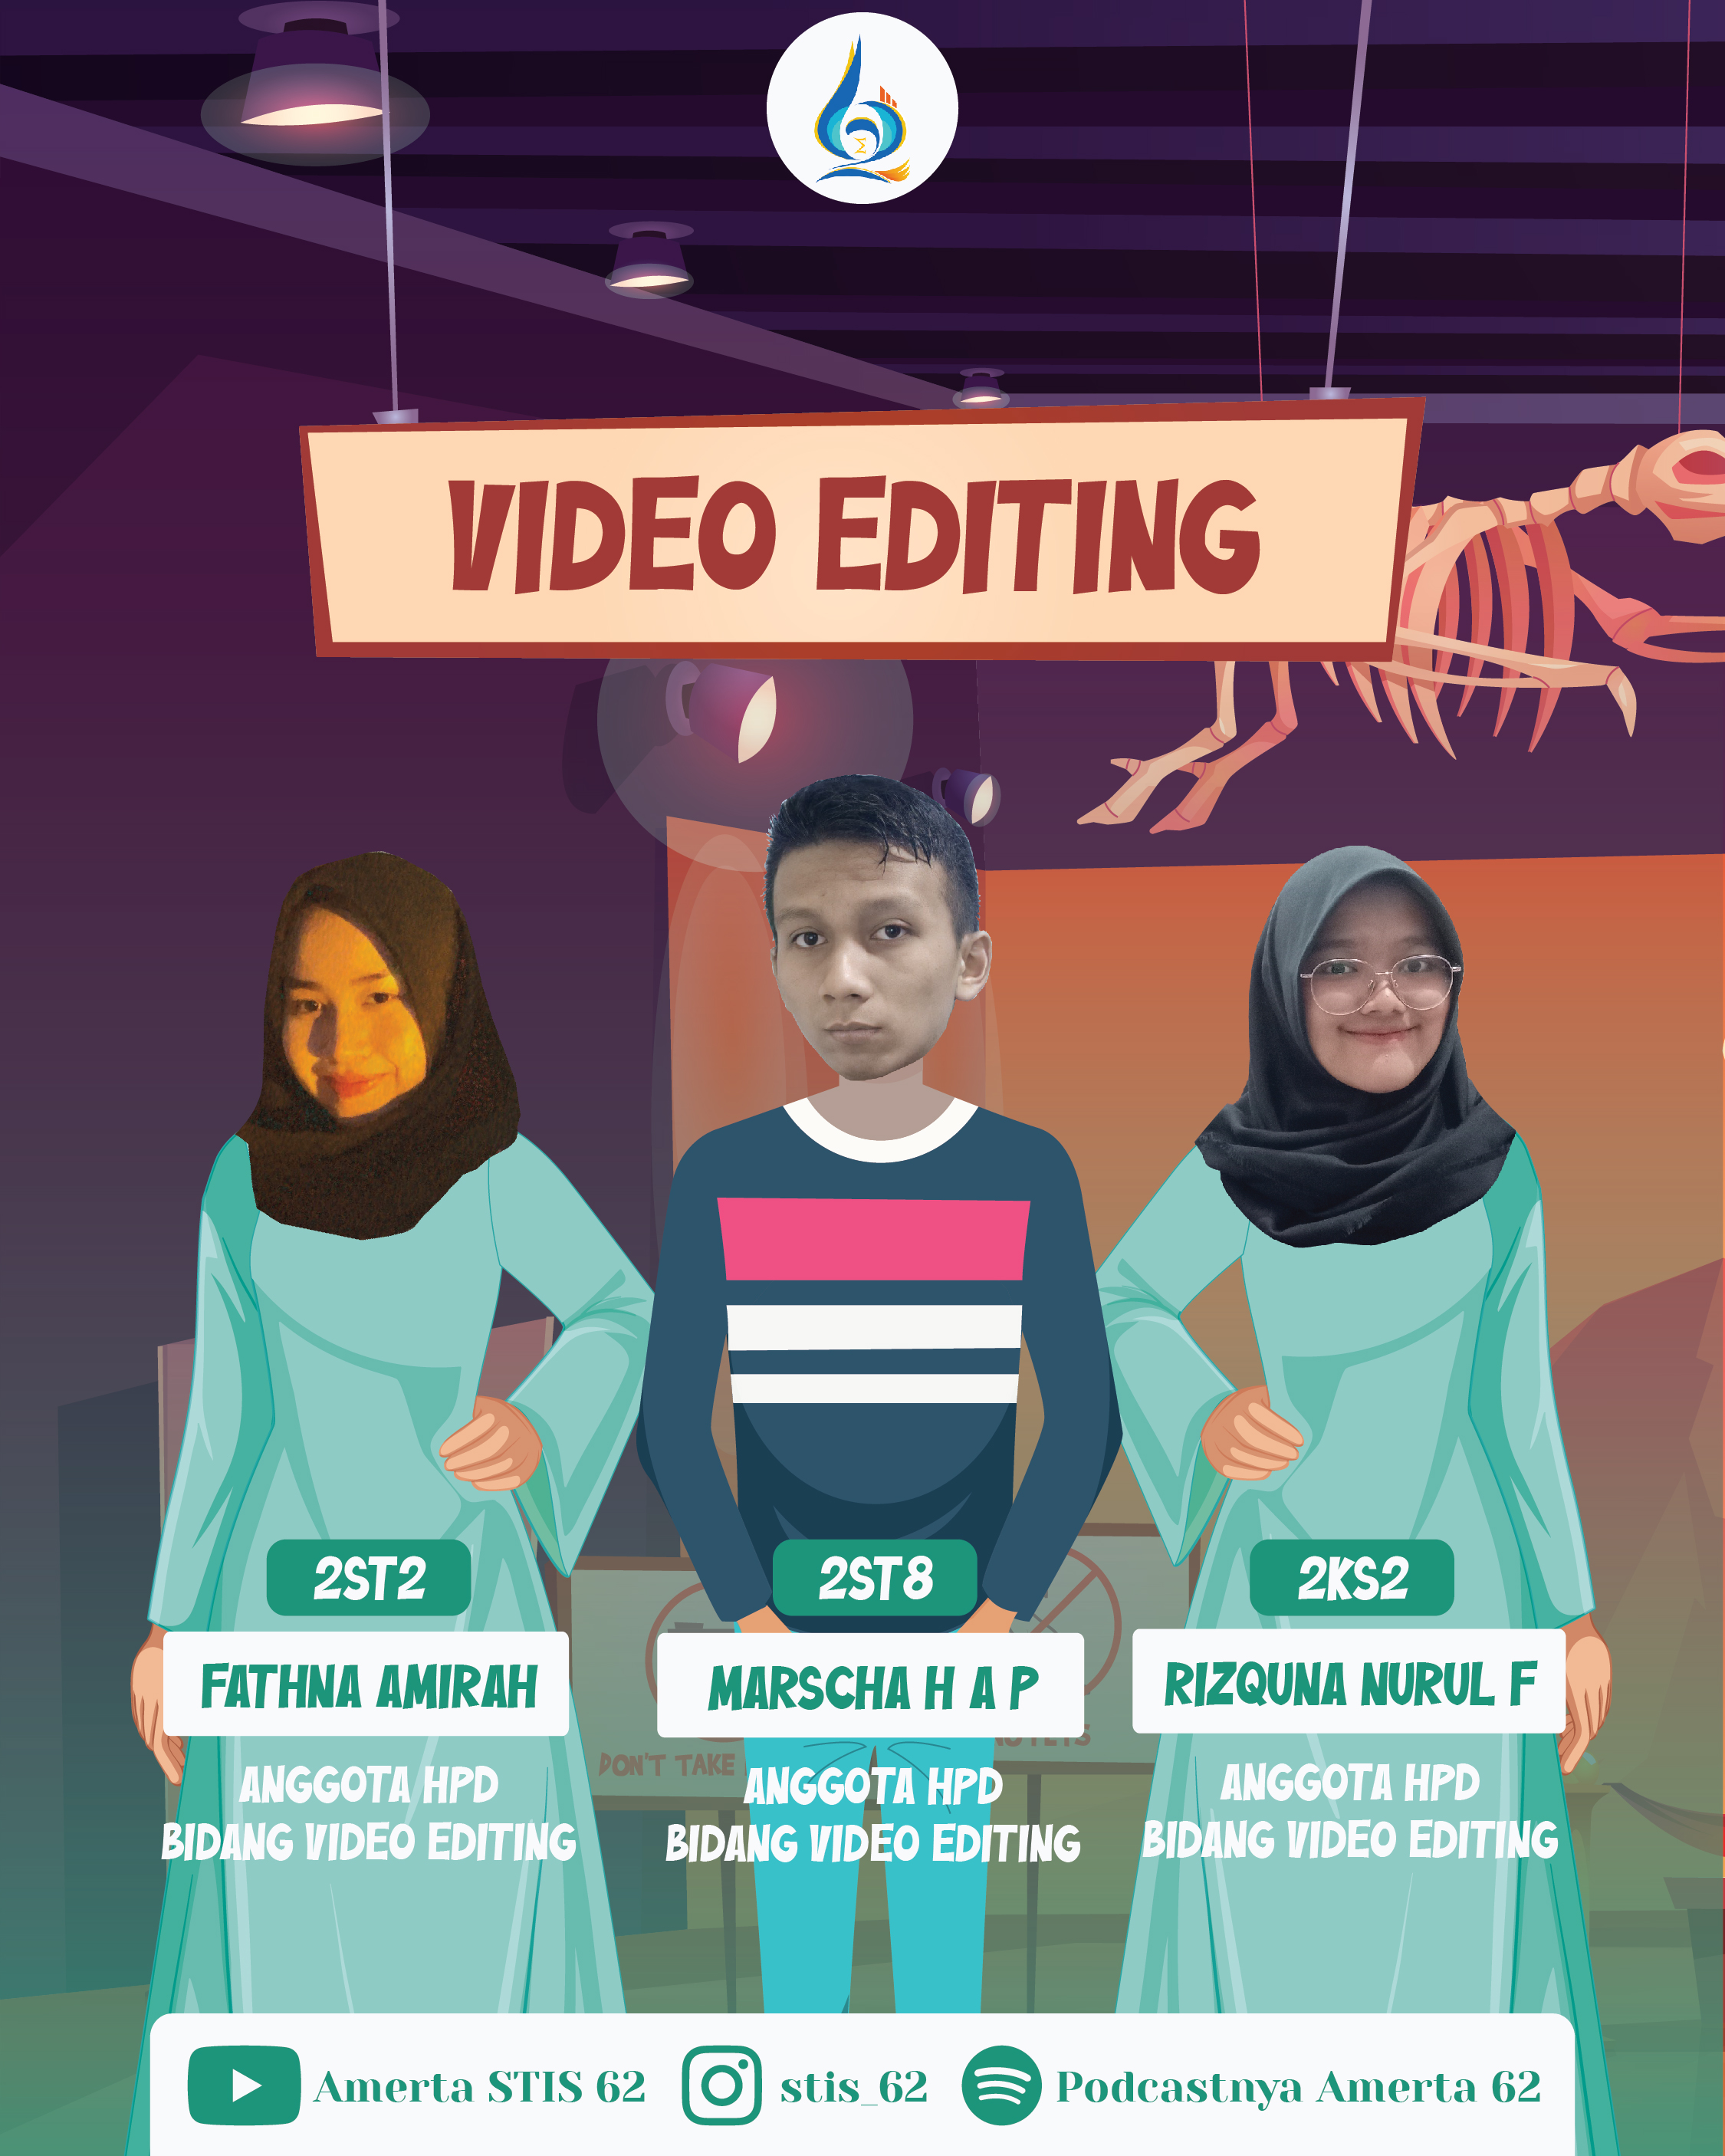 VIDEO EDITING
2ST2
FATHNA AMIRAH
ANGGOTA HPD
BIDANG VIDEO EDITING
2ST8
MARSCHA H A P
ANGGOTA HPD
BIDANG VIDEO EDITING
2KS2
RIZQUNA NURUL F
ANGGOTA HPD
BIDANG VIDEO EDITING
DON'T TAKE
Amerta STIS 62
stis_62
Podcastnya Amerta 62